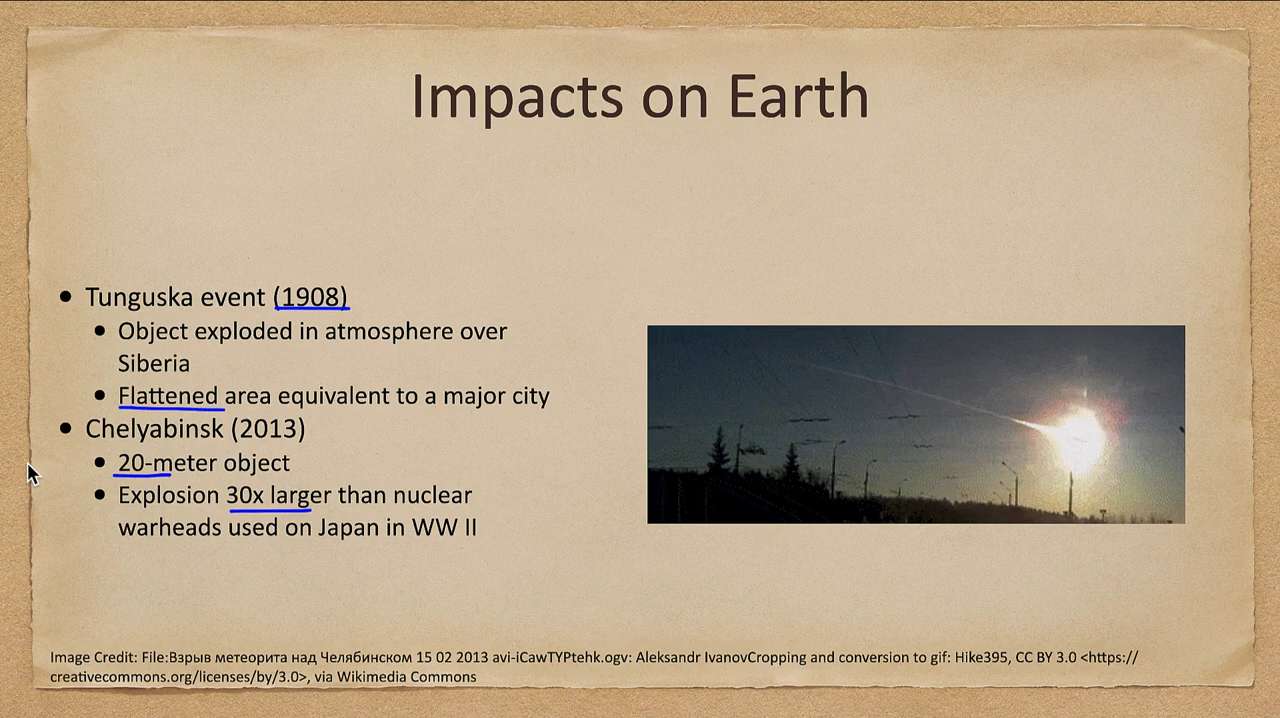 Impacts on Earth
• Tunguska event (1908)
• Object exploded in atmosphere over
Siberia
• Flattened area equivalent to a major city
• Chelyabinsk (2013)
• 20-meter object
• Explosion 30x larger than nuclear
warheads used on Japan in WW II
Image Credit: File:Взрыв метеорита над Челябинском 15 02 2013 avi-iCawTYPtehk.ogv: Aleksandr IvanovCropping and conversion to gif: Hike395, CC BY 3.0 <https://
creativecommons.org/licenses/by/3.0>, via Wikimedia Commons